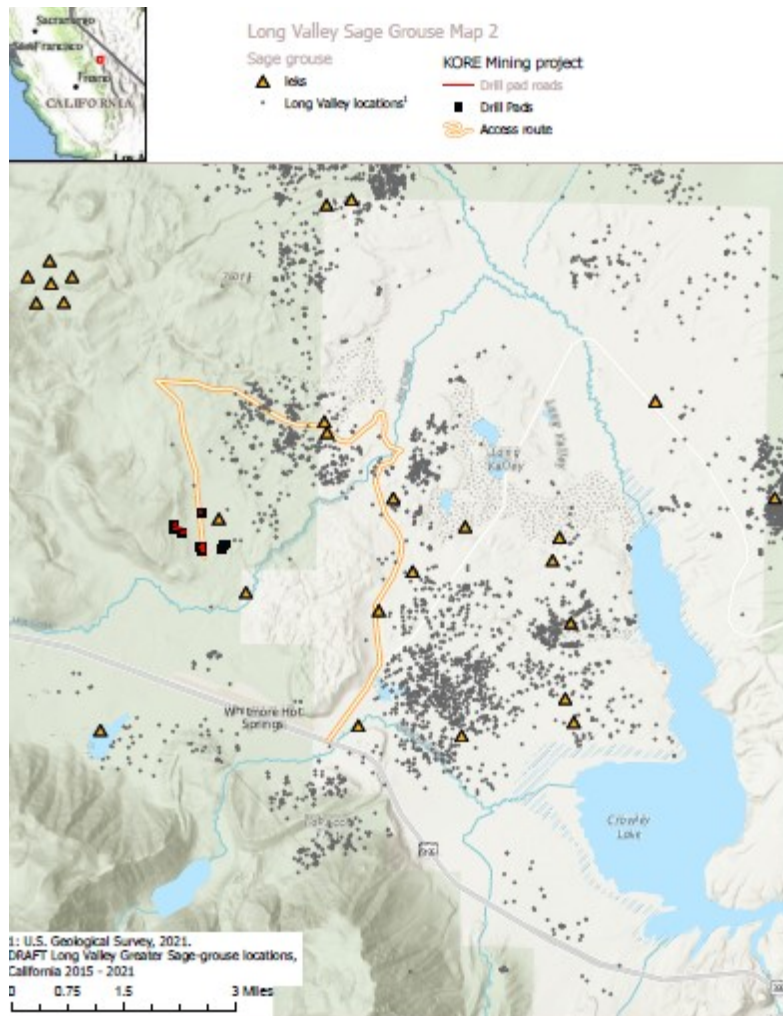 Sacramento
San Francisco
Fresno
CALIFORNIA
Long Valley Sage Grouse Map 2
Sage grouse
leks
Long Valley locations¹
KORE Mining project
Drill pad roads
Drill Pads
Access route
Long
Valley
Long Valley
Whitmore Hot
Springs
Crowley
Lake
1: U.S. Geological Survey, 2021.
DRAFT Long Valley Greater Sage-grouse locations,
California 2015 - 2021
0 0.75 1.5 3 Miles